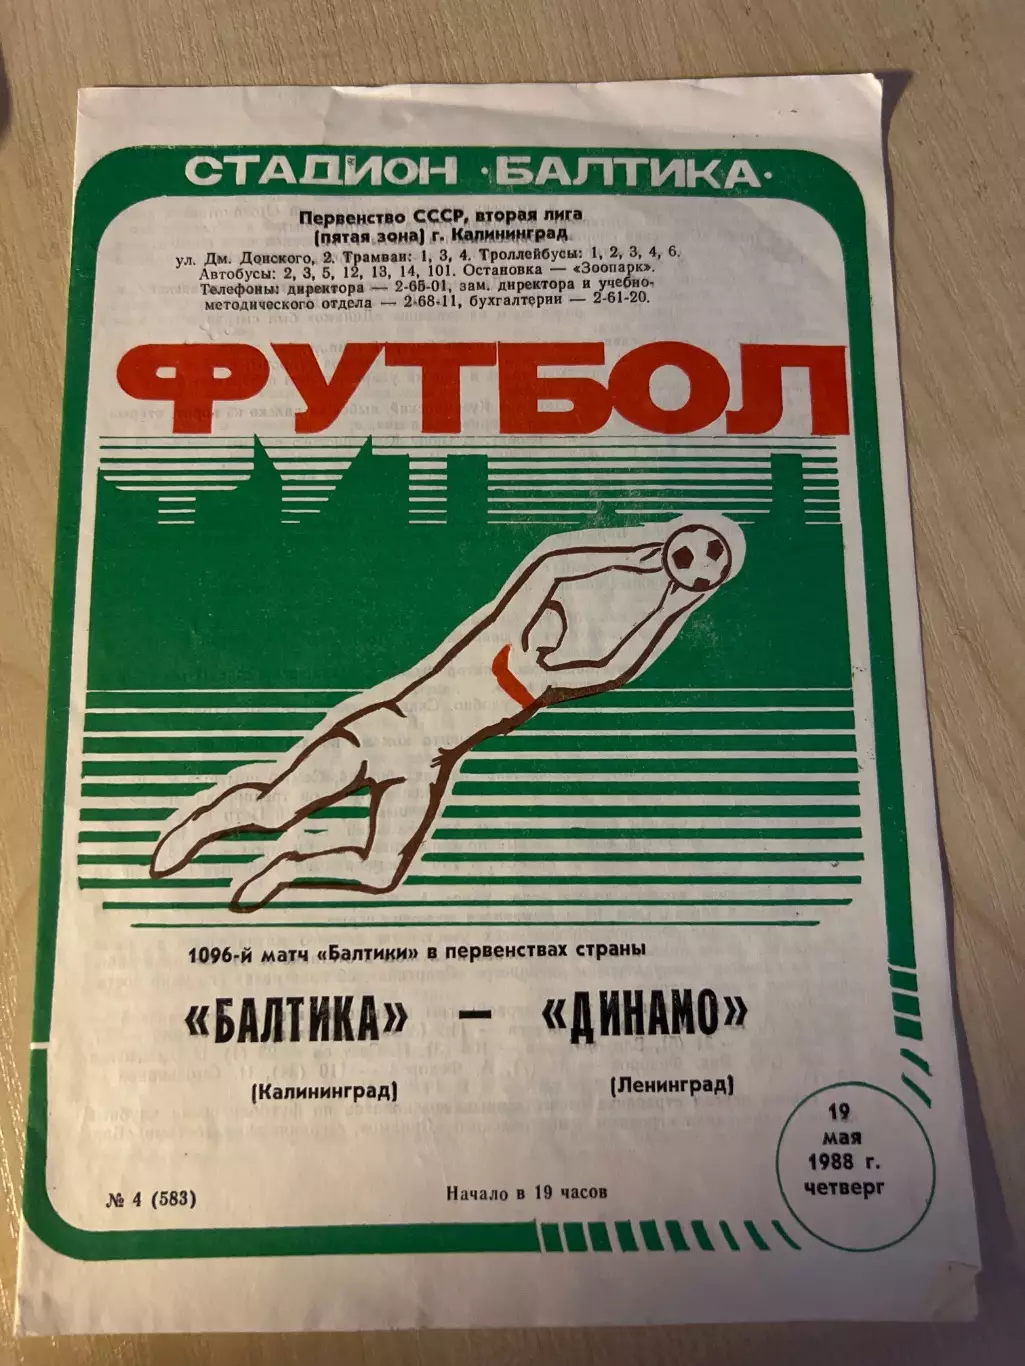 СТАДИОН «БАЛТИКА»
Первенство СССР, вторая лига
(пятая зона) г. Калининград
ул. Дм. Донского, 2. Трамваи: 1, 3, 4. Троллейбусы: 1, 2, 3, 4, 6.
Автобусы: 2, 3, 5, 12, 13, 14, 101. Остановка — «Зоопарк».
Телефоны: директора — 2-65-01, зам. директора и учебно-
методического отдела — 2-68-11, бухгалтерии — 2-61-20.
ФУТБОЛ
1096-й матч «Балтики» в первенствах страны
«БАЛТИКА» — «ДИНАМО»
(Калининград) (Ленинград)
19
мая
1988 г.
четверг
№ 4 (583)
Начало в 19 часов